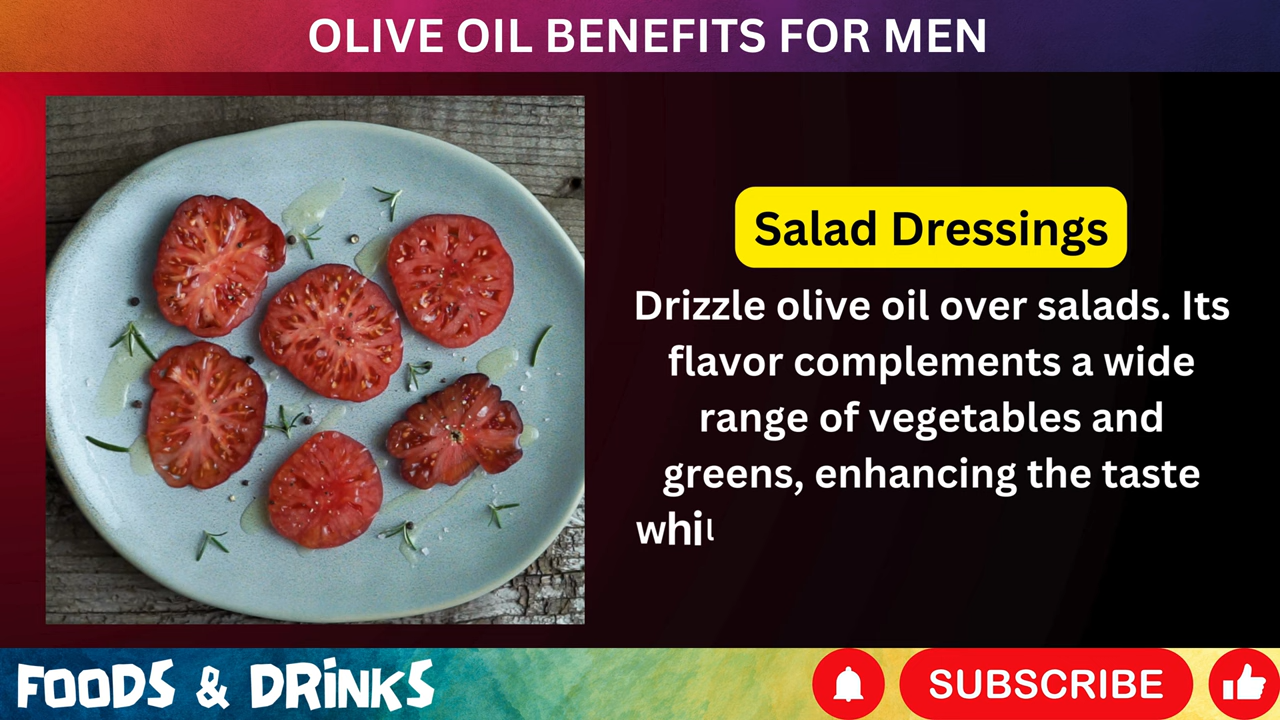 OLIVE OIL BENEFITS FOR MEN
Salad Dressings
Drizzle olive oil over salads. Its
flavor complements a wide
range of vegetables and
greens, enhancing the taste
whil
FOODS & DRiNKS
SUBSCRIBE